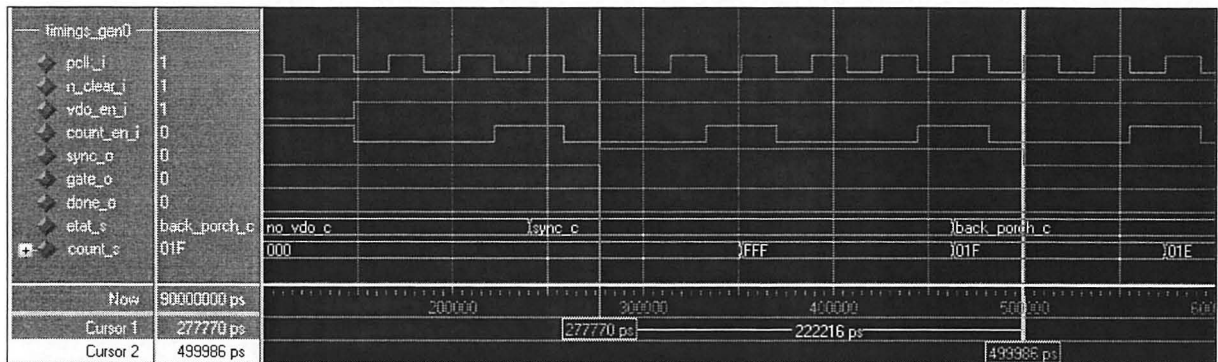 timings_gen0
pclk_i 1
n_clear_i 1
vdo_en_i 1
count_en_i 0
sync_o 0
gate_o 0
done_o 0
etat_s back_porch_c no_vdo_c sync_c back_porch_c
count_s 01F 000 FFF 01F 01E
Now 90000000 ps 200000 300000 400000 500000 600
Cursor 1 277770 ps 277770 ps 222216 ps
Cursor 2 499986 ps 499986 ps